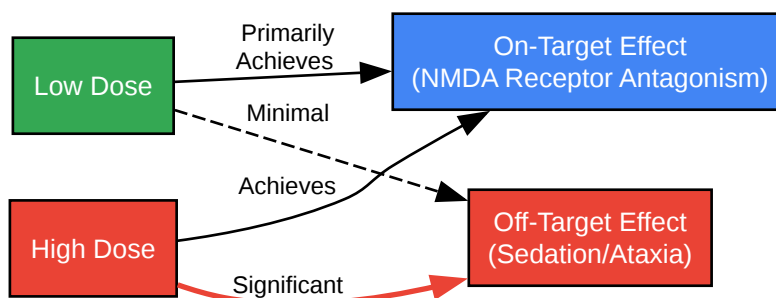 Primarily
Achieves
On-Target Effect
(NMDA Receptor Antagonism)
Low Dose
Minimal
Achieves
High Dose
Off-Target Effect
(Sedation/Ataxia)
Significant